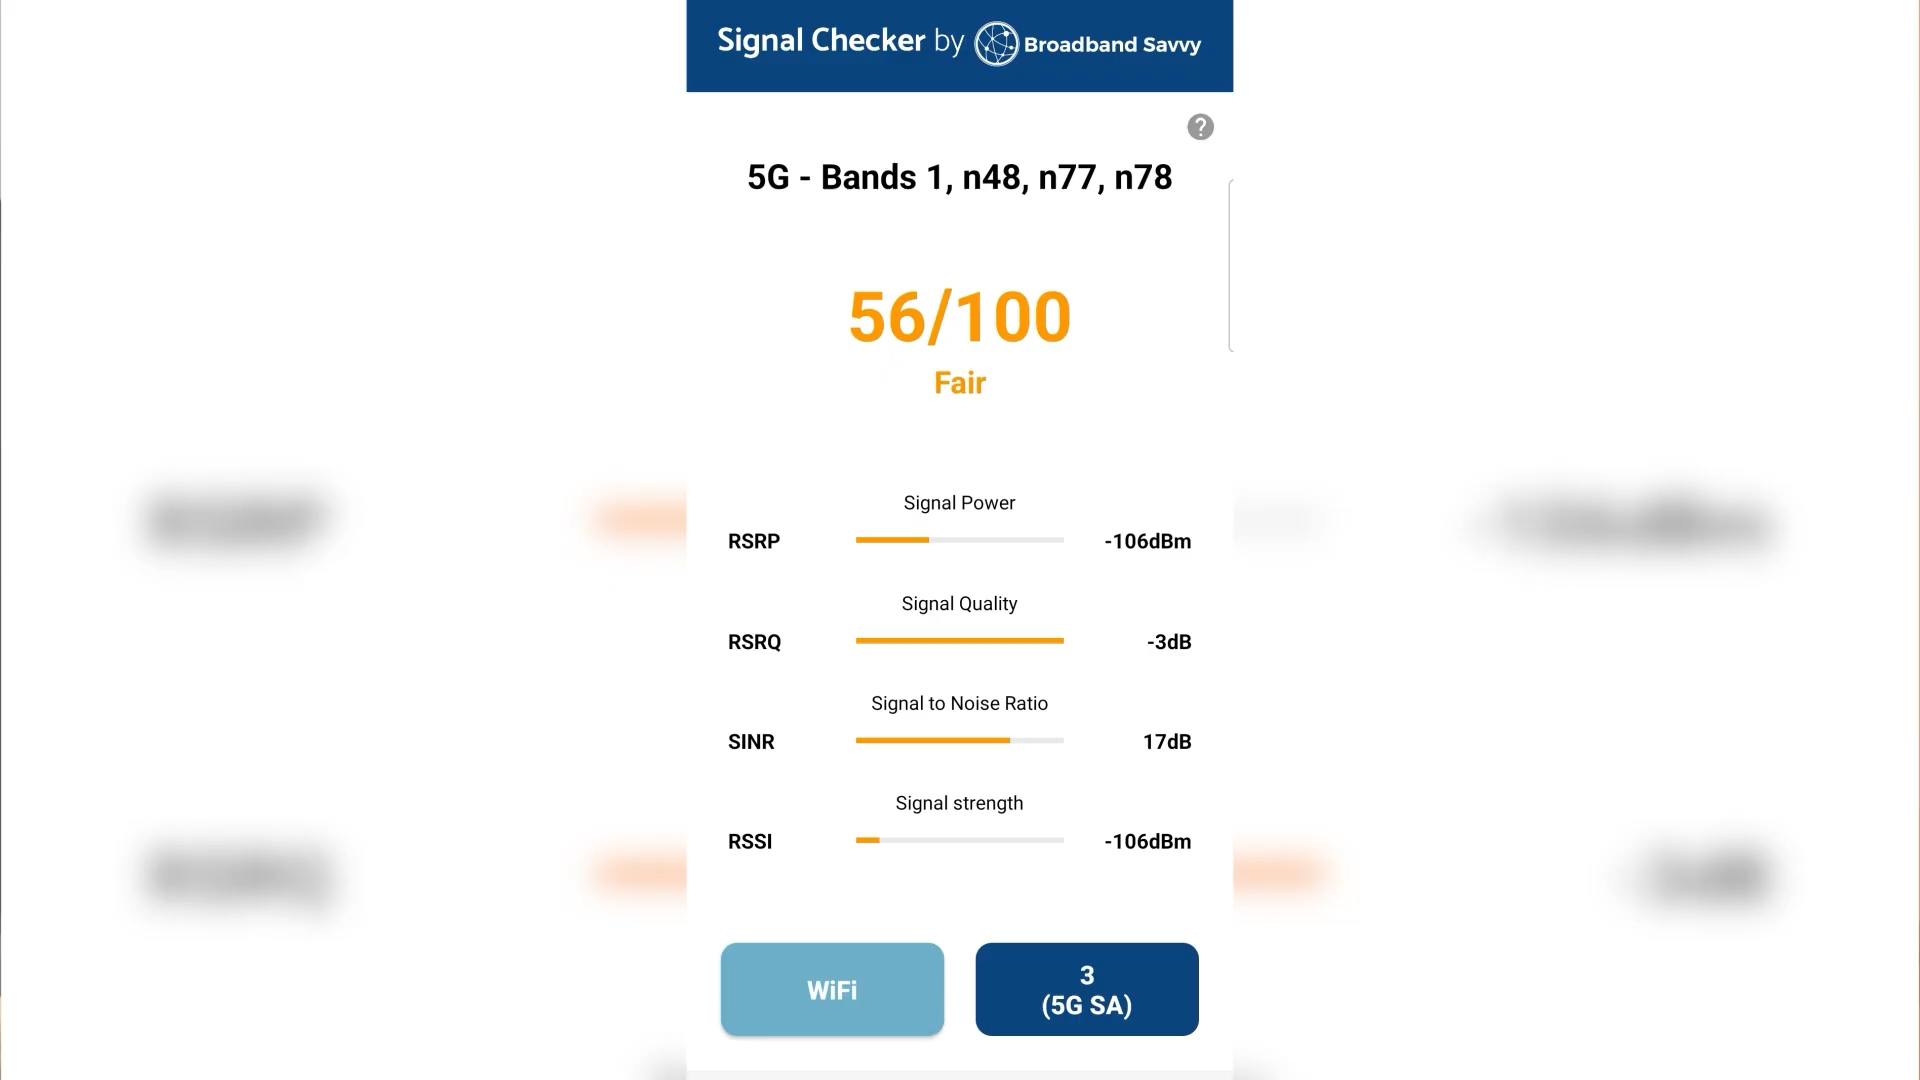 Signal Checker by Broadband Savvy
?
5G - Bands 1, n48, n77, n78
56/100
Fair
Signal Power
RSRP -106dBm
Signal Quality
RSRQ -3dB
Signal to Noise Ratio
SINR 17dB
Signal strength
RSSI -106dBm
WiFi
3
(5G SA)